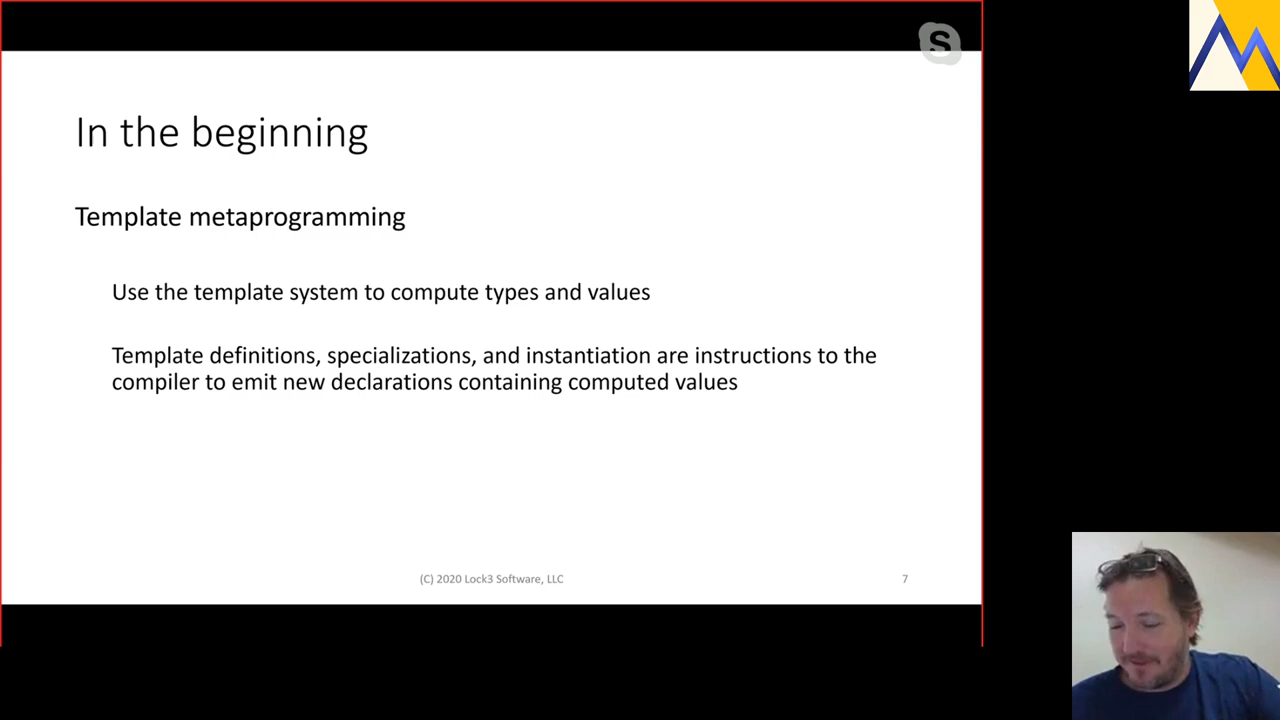 S
In the beginning
Template metaprogramming
Use the template system to compute types and values
Template definitions, specializations, and instantiation are instructions to the
compiler to emit new declarations containing computed values
(C) 2020 Lock3 Software, LLC
7